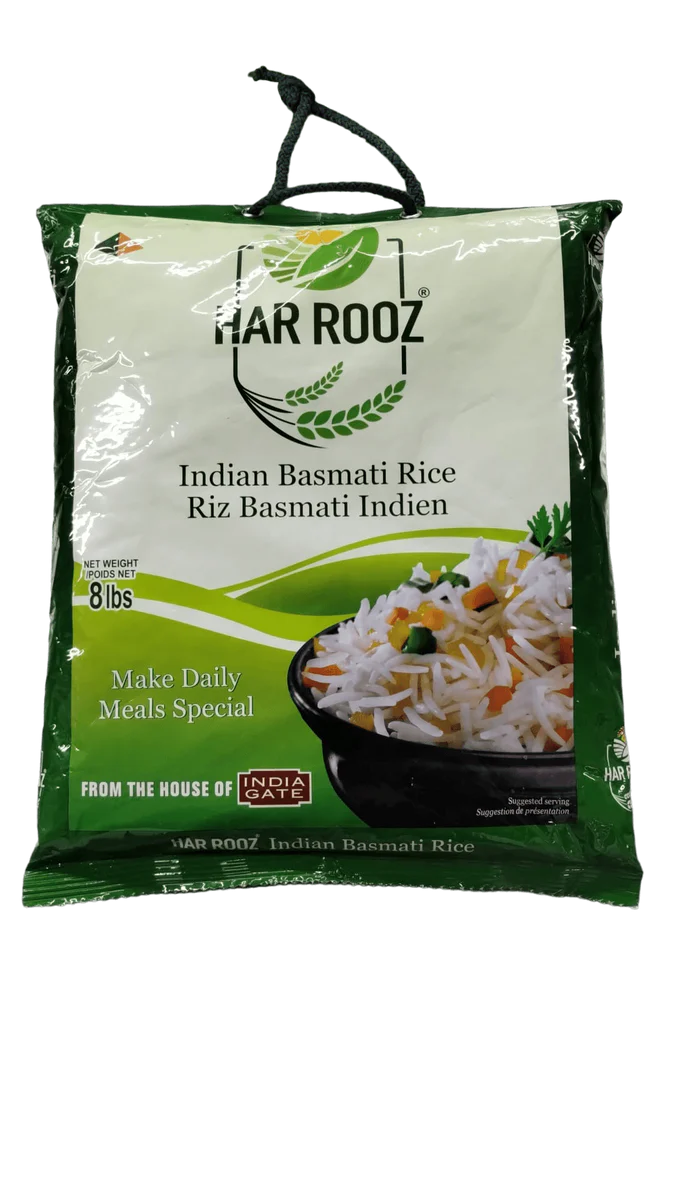 HAR ROOZ®
Indian Basmati Rice
Riz Basmati Indien
NET WEIGHT
/POIDS NET
8 lbs
Make Daily
Meals Special
FROM THE HOUSE OF INDIA GATE
Suggested serving
Suggestion de présentation
HAR ROOZ® Indian Basmati Rice